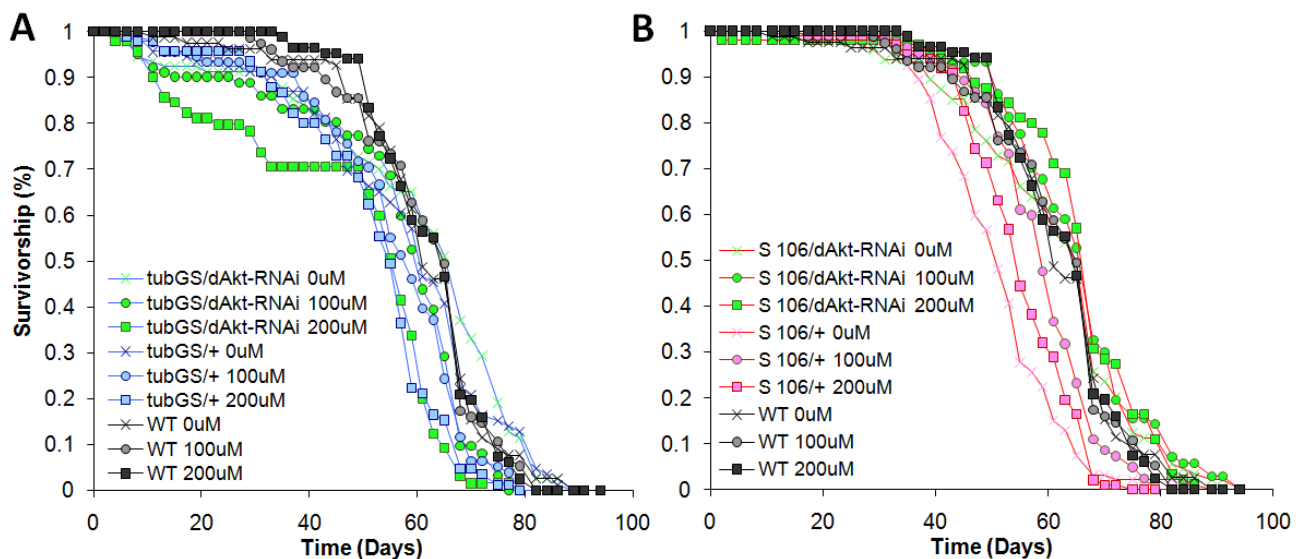 A
1
0.9
0.8
0.7
0.6
0.5
0.4
0.3
0.2
0.1
0
Survivorship (%)
tubGS/dAkt-RNAi 0uM
tubGS/dAkt-RNAi 100uM
tubGS/dAkt-RNAi 200uM
tubGS/+ 0uM
tubGS/+ 100uM
tubGS/+ 200uM
WT 0uM
WT 100uM
WT 200uM
0 20 40 60 80 100
Time (Days)
B
1
0.9
0.8
0.7
0.6
0.5
0.4
0.3
0.2
0.1
0
S 106/dAkt-RNAi 0uM
S 106/dAkt-RNAi 100uM
S 106/dAkt-RNAi 200uM
S 106/+ 0uM
S 106/+ 100uM
S 106/+ 200uM
WT 0uM
WT 100uM
WT 200uM
0 20 40 60 80 100
Time (Days)